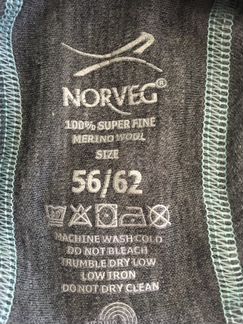 NORVEG®
100% SUPER FINE
MERINO WOOL
SIZE
56/62
MACHINE WASH COLD
DO NOT BLEACH
TRUMBLE DRY LOW
LOW IRON
DO NOT DRY CLEAN